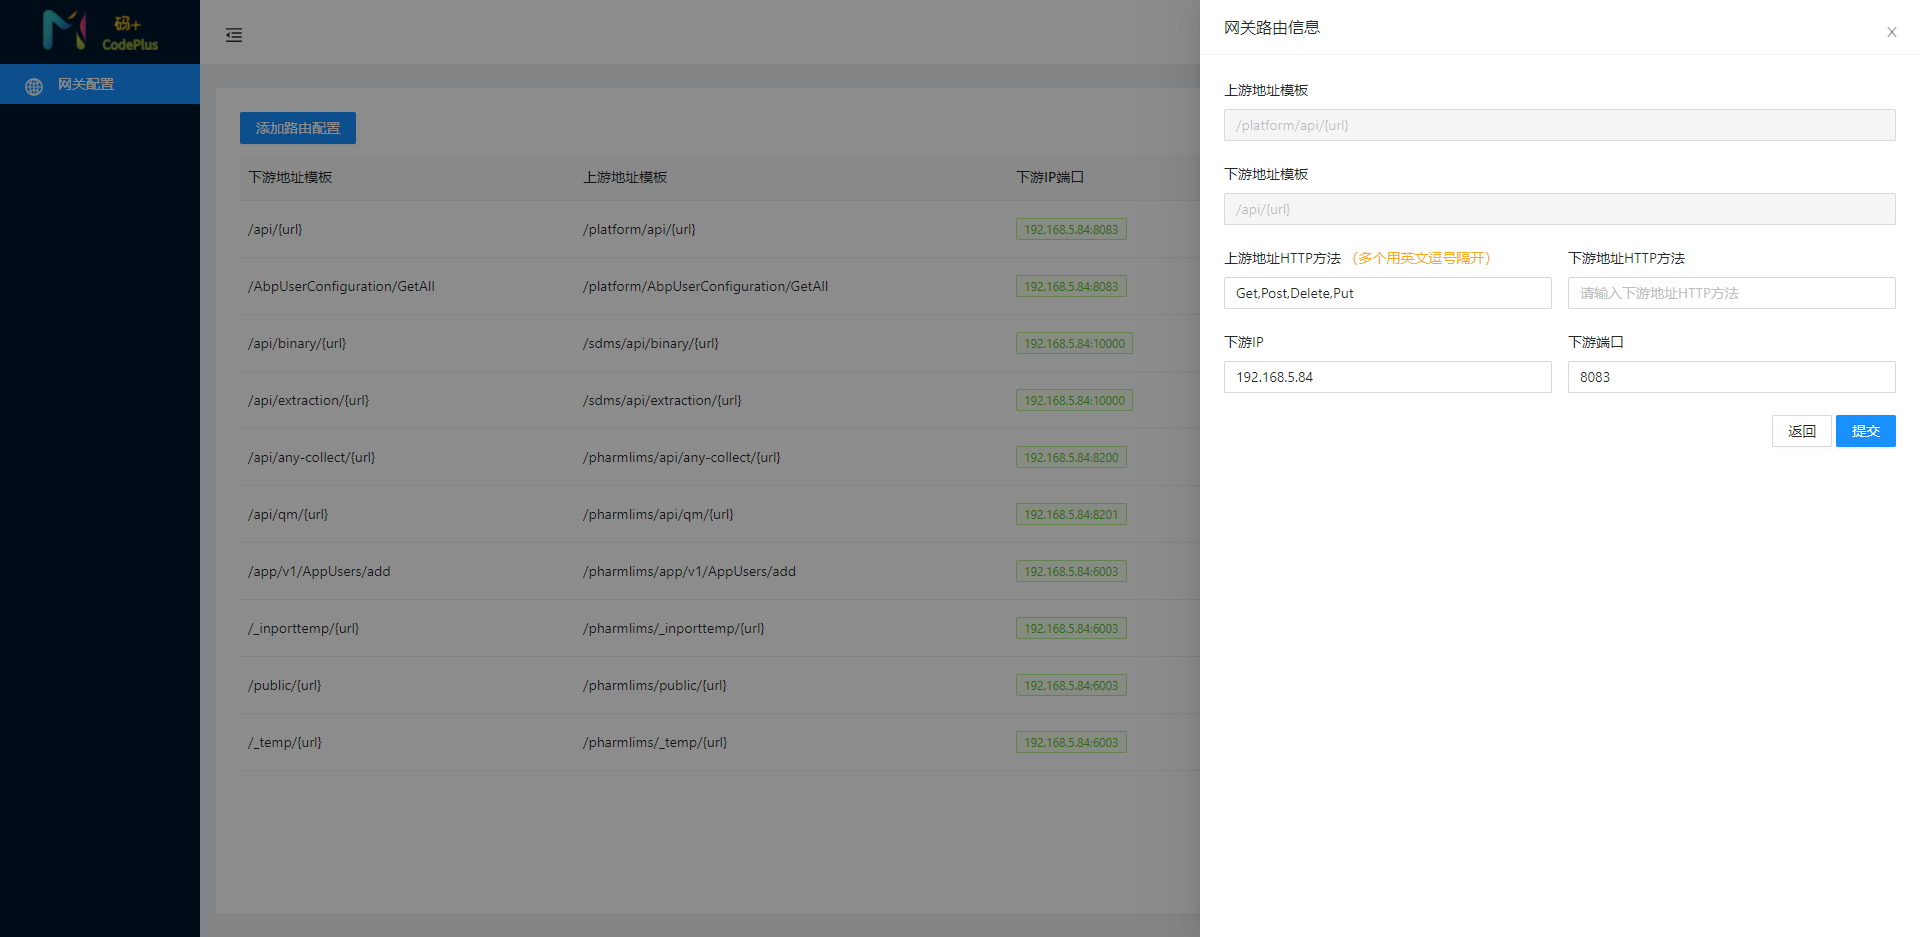 码+
CodePlus
网关配置
添加路由配置
下游地址模板 上游地址模板 下游IP端口
/api/{url} /platform/api/{url} 192.168.5.84:8083
/AbpUserConfiguration/GetAll /platform/AbpUserConfiguration/GetAll 192.168.5.84:8083
/api/binary/{url} /sdms/api/binary/{url} 192.168.5.84:10000
/api/extraction/{url} /sdms/api/extraction/{url} 192.168.5.84:10000
/api/any-collect/{url} /pharmlims/api/any-collect/{url} 192.168.5.84:8200
/api/qm/{url} /pharmlims/api/qm/{url} 192.168.5.84:8201
/app/v1/AppUsers/add /pharmlims/app/v1/AppUsers/add 192.168.5.84:6003
/_inporttemp/{url} /pharmlims/_inporttemp/{url} 192.168.5.84:6003
/public/{url} /pharmlims/public/{url} 192.168.5.84:6003
/_temp/{url} /pharmlims/_temp/{url} 192.168.5.84:6003
网关路由信息
上游地址模板
/platform/api/{url}
下游地址模板
/api/{url}
上游地址HTTP方法 (多个用英文逗号隔开) 下游地址HTTP方法
Get,Post,Delete,Put 请输入下游地址HTTP方法
下游IP 下游端口
192.168.5.84 8083
返回 提交